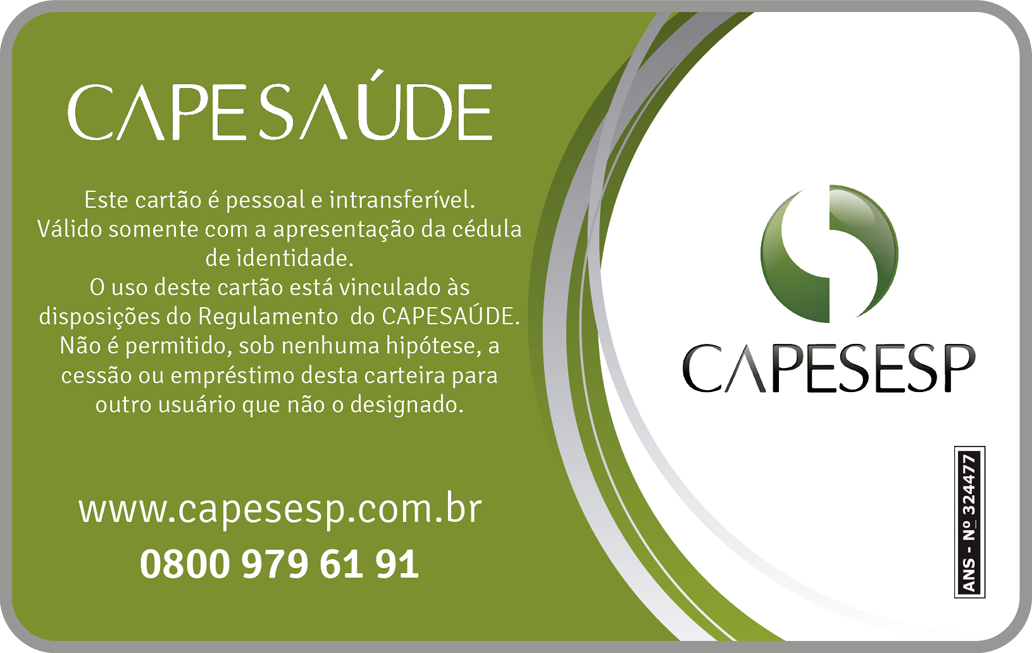 CAPESAÚDE
Este cartão é pessoal e intransferível.
Válido somente com a apresentação da cédula
de identidade.
O uso deste cartão está vinculado às
disposições do Regulamento do CAPESAÚDE.
Não é permitido, sob nenhuma hipótese, a
cessão ou empréstimo desta carteira para
outro usuário que não o designado.
www.capesesp.com.br
0800 979 61 91
CAPESESP
ANS - Nº 324477